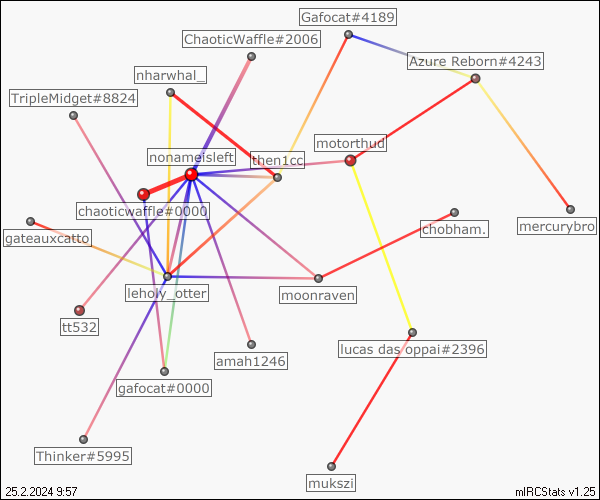 Gafocat#4189
ChaoticWaffle#2006
Azure Reborn#4243
nharwhal_
TripleMidget#8824
motorthud
nonameisleft
then1cc
chaoticwaffle#0000
mercurybro
chobham.
gateauxcatto
leholy_otter
moonraven
tt532
lucas das oppai#2396
amah1246
gafocat#0000
Thinker#5995
mukszi
25.2.2024 9:57
mIRCStats v1.25